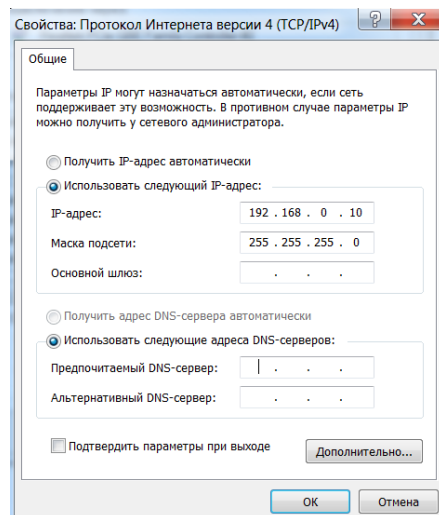 Свойства: Протокол Интернета версии 4 (TCP/IPv4)
Общие
Параметры IP могут назначаться автоматически, если сеть
поддерживает эту возможность. В противном случае параметры IP
можно получить у сетевого администратора.
Получить IP-адрес автоматически
Использовать следующий IP-адрес:
IP-адрес: 192 . 168 . 0 . 10
Маска подсети: 255 . 255 . 255 . 0
Основной шлюз: . . .
Получить адрес DNS-сервера автоматически
Использовать следующие адреса DNS-серверов:
Предпочитаемый DNS-сервер: . . .
Альтернативный DNS-сервер: . . .
Подтвердить параметры при выходе
Дополнительно...
ОК Отмена